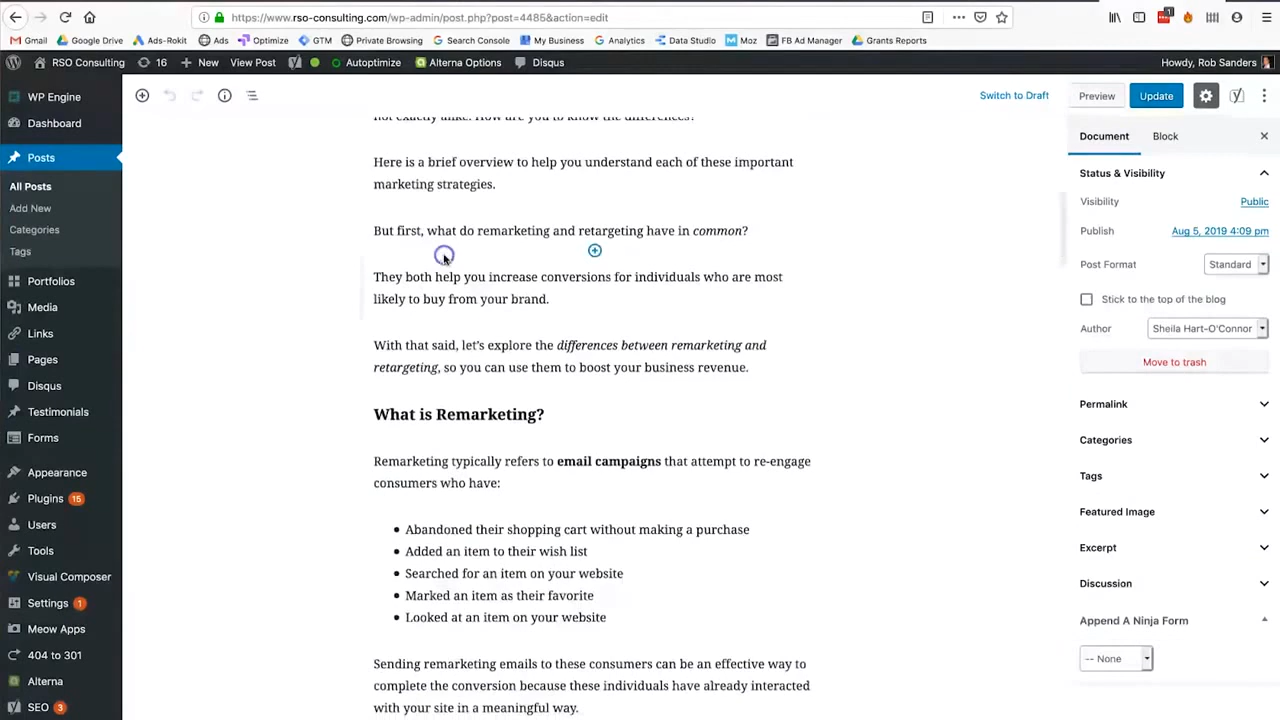 https://www.rso-consulting.com/wp-admin/post.php?post=4485&action=edit
1
Gmail Google Drive Ads-Rokit Ads Optimize GTM Private Browsing Search Console My Business Analytics Data Studio Moz FB Ad Manager Grants Reports
RSO Consulting 16 New View Post Autoptimize Alterna Options Disqus Howdy, Rob Sanders
WP Engine
Dashboard
Posts
All Posts
Add New
Categories
Tags
Portfolios
Media
Links
Pages
Disqus
Testimonials
Forms
Appearance
Plugins 15
Users
Tools
Visual Composer
Settings 1
Meow Apps
404 to 301
Alterna
SEO 3
Switch to Draft Preview Update
not exactly alike. How are you to know the differences?
Here is a brief overview to help you understand each of these important
marketing strategies.
But first, what do remarketing and retargeting have in common?
They both help you increase conversions for individuals who are most
likely to buy from your brand.
With that said, let's explore the differences between remarketing and
retargeting, so you can use them to boost your business revenue.
What is Remarketing?
Remarketing typically refers to email campaigns that attempt to re-engage
consumers who have:
• Abandoned their shopping cart without making a purchase
• Added an item to their wish list
• Searched for an item on your website
• Marked an item as their favorite
• Looked at an item on your website
Sending remarketing emails to these consumers can be an effective way to
complete the conversion because these individuals have already interacted
with your site in a meaningful way.
Document Block
Status & Visibility
Visibility Public
Publish Aug 5, 2019 4:09 pm
Post Format Standard
Stick to the top of the blog
Author Sheila Hart-O'Connor
Move to trash
Permalink
Categories
Tags
Featured Image
Excerpt
Discussion
Append A Ninja Form
-- None